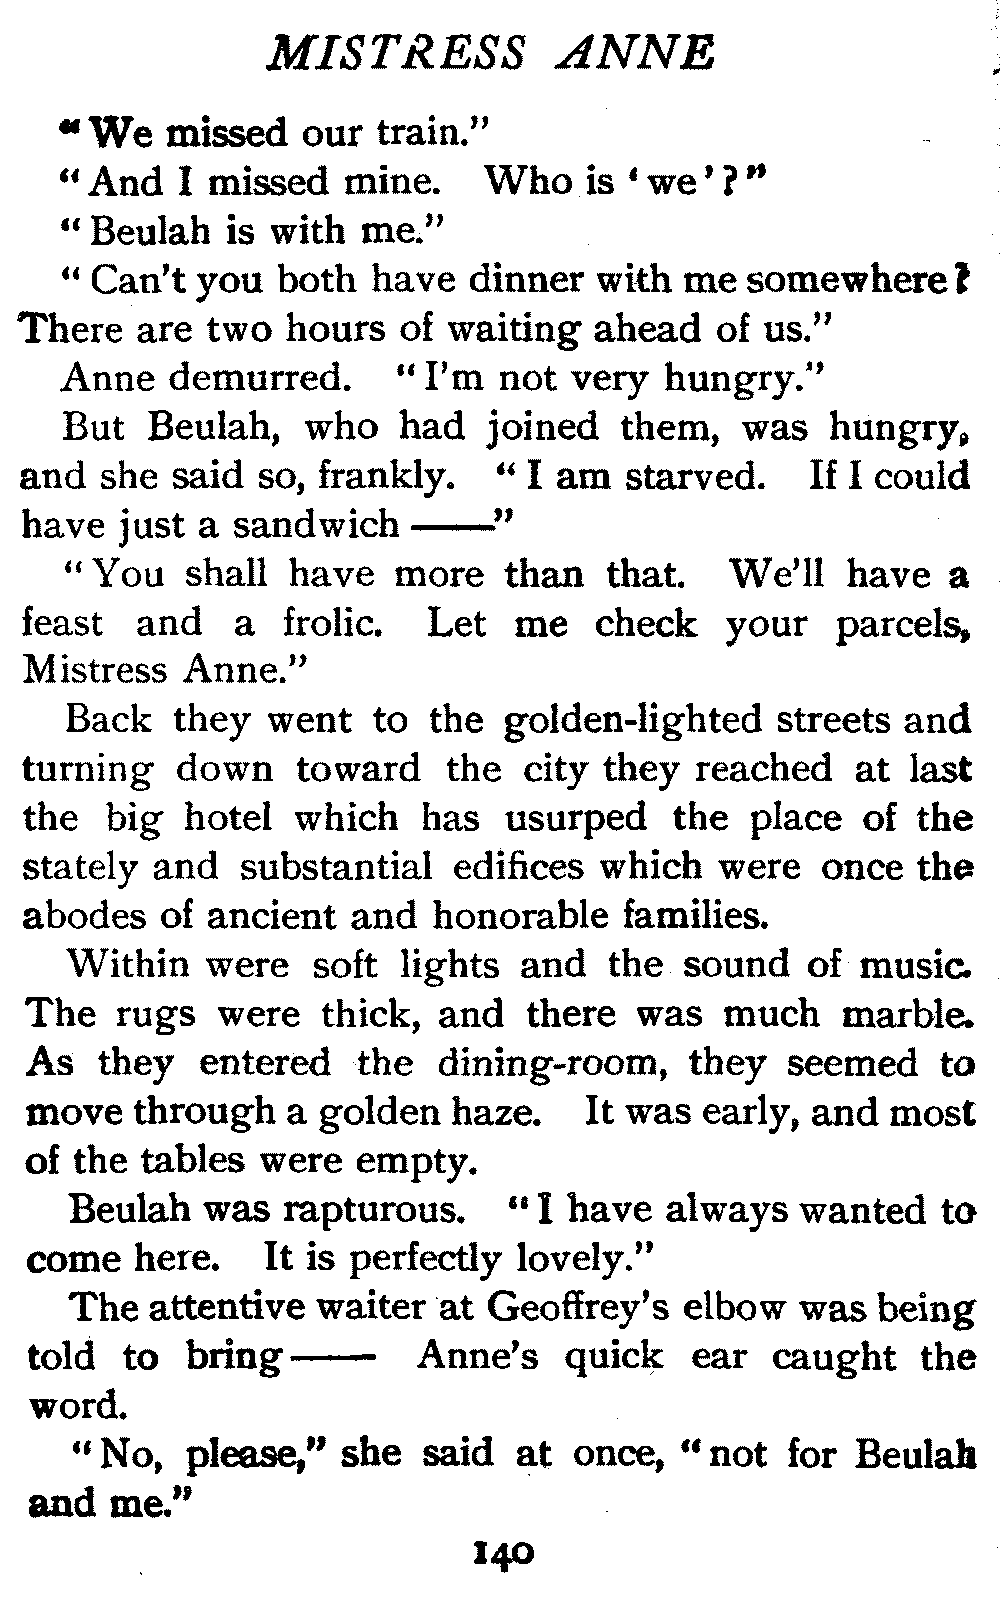 MISTRESS ANNE
“We missed our train.”
“And I missed mine. Who is ‘we’?”
“Beulah is with me.”
“Can't you both have dinner with me somewhere?
There are two hours of waiting ahead of us.”
Anne demurred. “I'm not very hungry.”
But Beulah, who had joined them, was hungry,
and she said so, frankly. “I am starved. If I could
have just a sandwich ——”
“You shall have more than that. We'll have a
feast and a frolic. Let me check your parcels,
Mistress Anne.”
Back they went to the golden-lighted streets and
turning down toward the city they reached at last
the big hotel which has usurped the place of the
stately and substantial edifices which were once the
abodes of ancient and honorable families.
Within were soft lights and the sound of music.
The rugs were thick, and there was much marble.
As they entered the dining-room, they seemed to
move through a golden haze. It was early, and most
of the tables were empty.
Beulah was rapturous. “I have always wanted to
come here. It is perfectly lovely.”
The attentive waiter at Geoffrey's elbow was being
told to bring—— Anne's quick ear caught the
word.
“No, please,” she said at once, “not for Beulah
and me.”
140